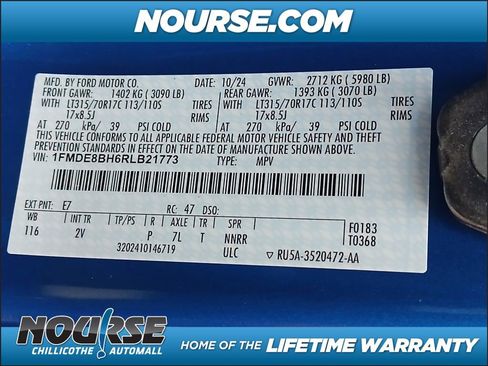 NOURSE.COM
MFD. BY FORD MOTOR CO. 10/24 GVWR: 2712 KG ( 5980 LB)
FRONT GAWR: 1402 KG ( 3090 LB) REAR GAWR: 1393 KG ( 3070 LB)
LT315/70R17C 113/110S TIRES LT315/70R17C 113/110S TIRES
17x8.5J RIMS 17x8.5J RIMS
AT 270 kPa/ 39 PSI COLD AT 270 kPa/ 39 PSI COLD
THIS VEHICLE CONFORMS TO ALL APPLICABLE FEDERAL MOTOR VEHICLE SAFETY AND THEFT
PREVENTION STANDARDS IN EFFECT ON THE DATE OF MANUFACTURE SHOWN ABOVE.
VIN: 1FMDE8BH6RLB21773 TYPE: MPV
EXT PNT: E7 RC: 47 DSO:
WB INT TR TP/PS R AXLE TR SPR F0183
116 2V P 7L T NNRR T0368
3202410146719 ULC ▽ RU5A-3520472-AA
NOURSE
CHILLICOTHE AUTOMALL
HOME OF THE LIFETIME WARRANTY